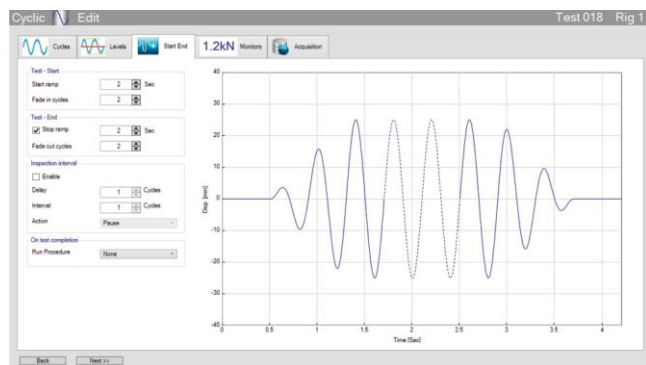 Cyclic Edit Test 018 Rig 1
Cycles Levels Start End 1.2kN Monitors Acquisition
Test - Start
Start ramp 2 Sec
Fade in cycles 2
Test - End
Stop ramp 2 Sec
Fade out cycles 2
Inspection interval
Enable
Delay 1 Cycles
Interval 1 Cycles
Action Pause
On test completion
Run Procedure None
40
30
20
10
0
-10
-20
-30
-40
Disp [mm]
0 0.5 1 1.5 2 2.5 3 3.5 4
Time [Sec]
Back Next >>